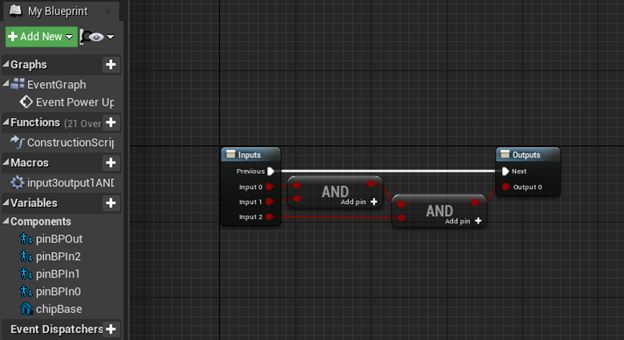 My Blueprint
Add New
Graphs
EventGraph
Event Power Up
Functions (21 Over
ConstructionScrip
Macros
input3output1AND
Variables
Components
pinBPOut
pinBPIn2
pinBPIn1
pinBPIn0
chipBase
Event Dispatchers
Inputs
Previous
Input 0
Input 1
Input 2
AND
Add pin
AND
Add pin
Outputs
Next
Output 0